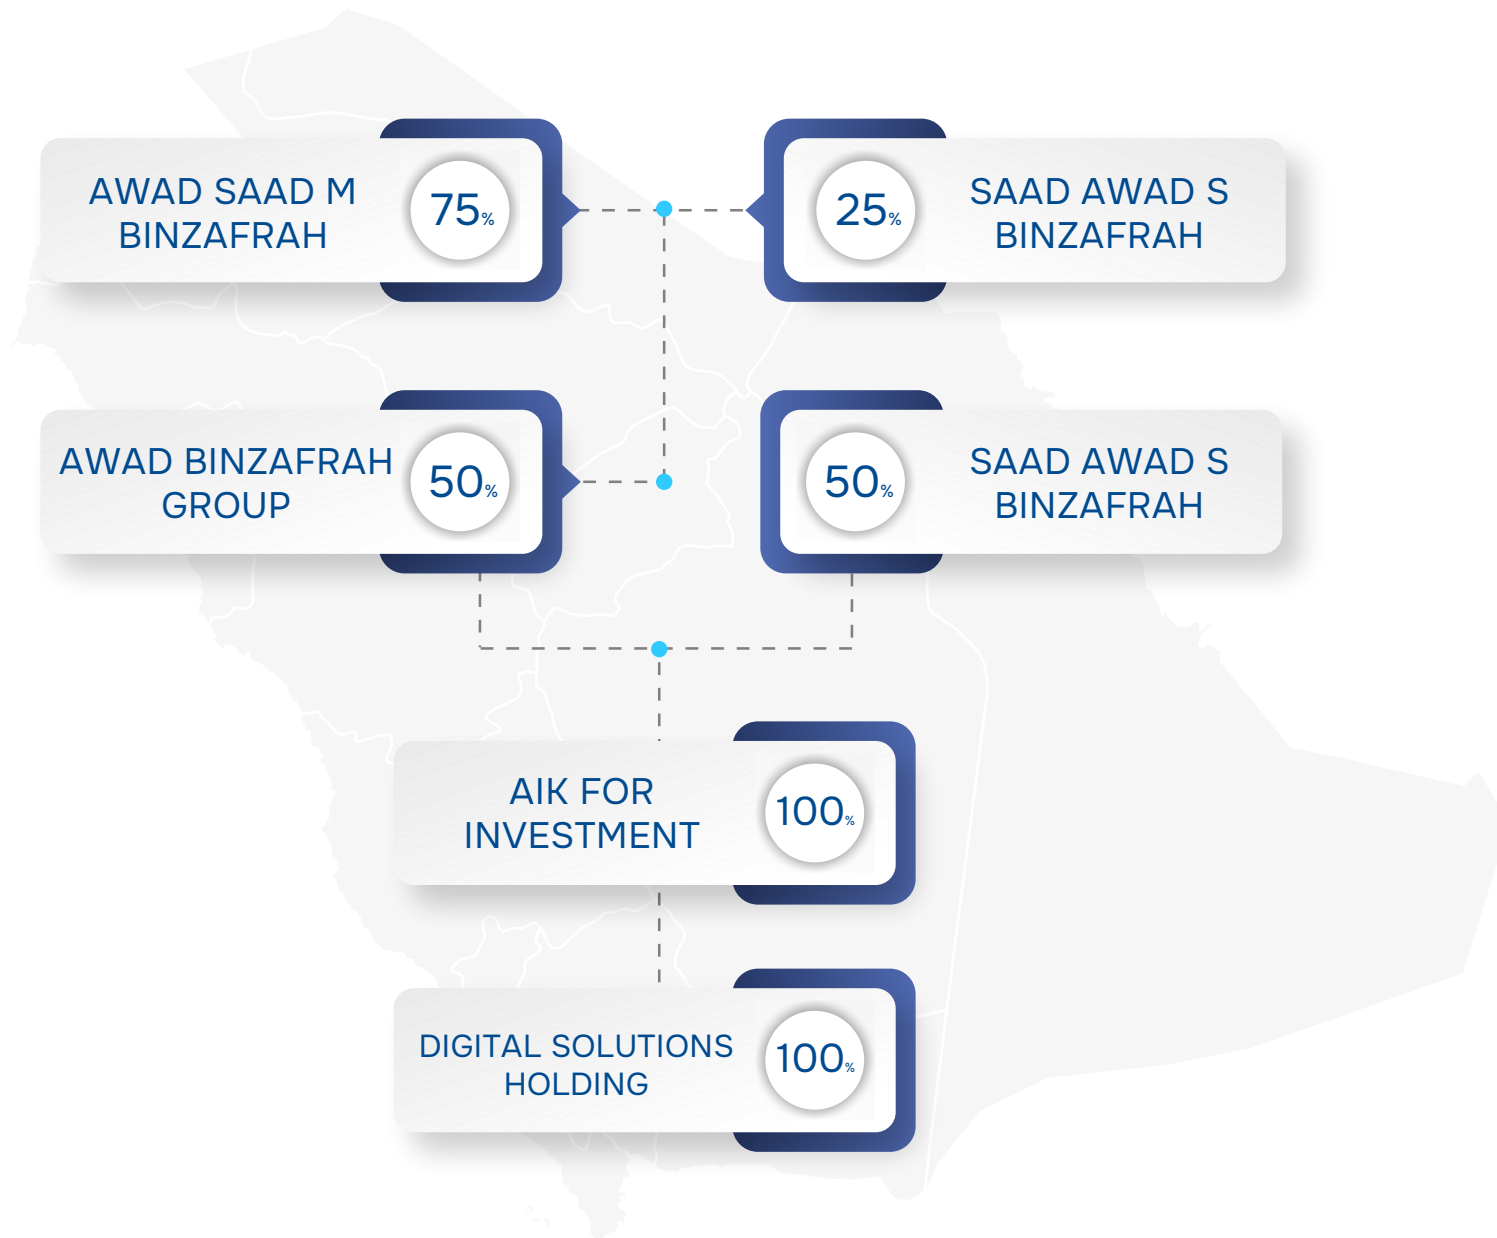 AWAD SAAD M
BINZAFRAH
75%
25%
SAAD AWAD S
BINZAFRAH
AWAD BINZAFRAH
GROUP
50%
50%
SAAD AWAD S
BINZAFRAH
AIK FOR
INVESTMENT
100%
DIGITAL SOLUTIONS
HOLDING
100%